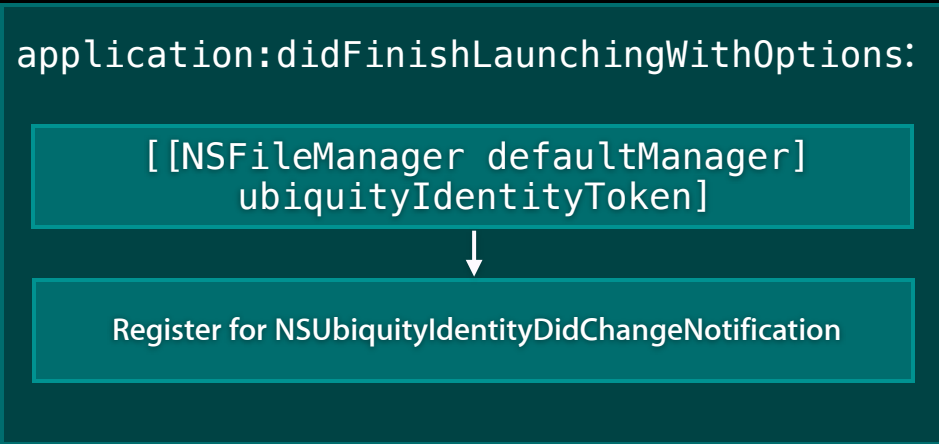 application:didFinishLaunchingWithOptions:
[[NSFileManager defaultManager]
ubiquityIdentityToken]
Register for NSUbiquityIdentityDidChangeNotification